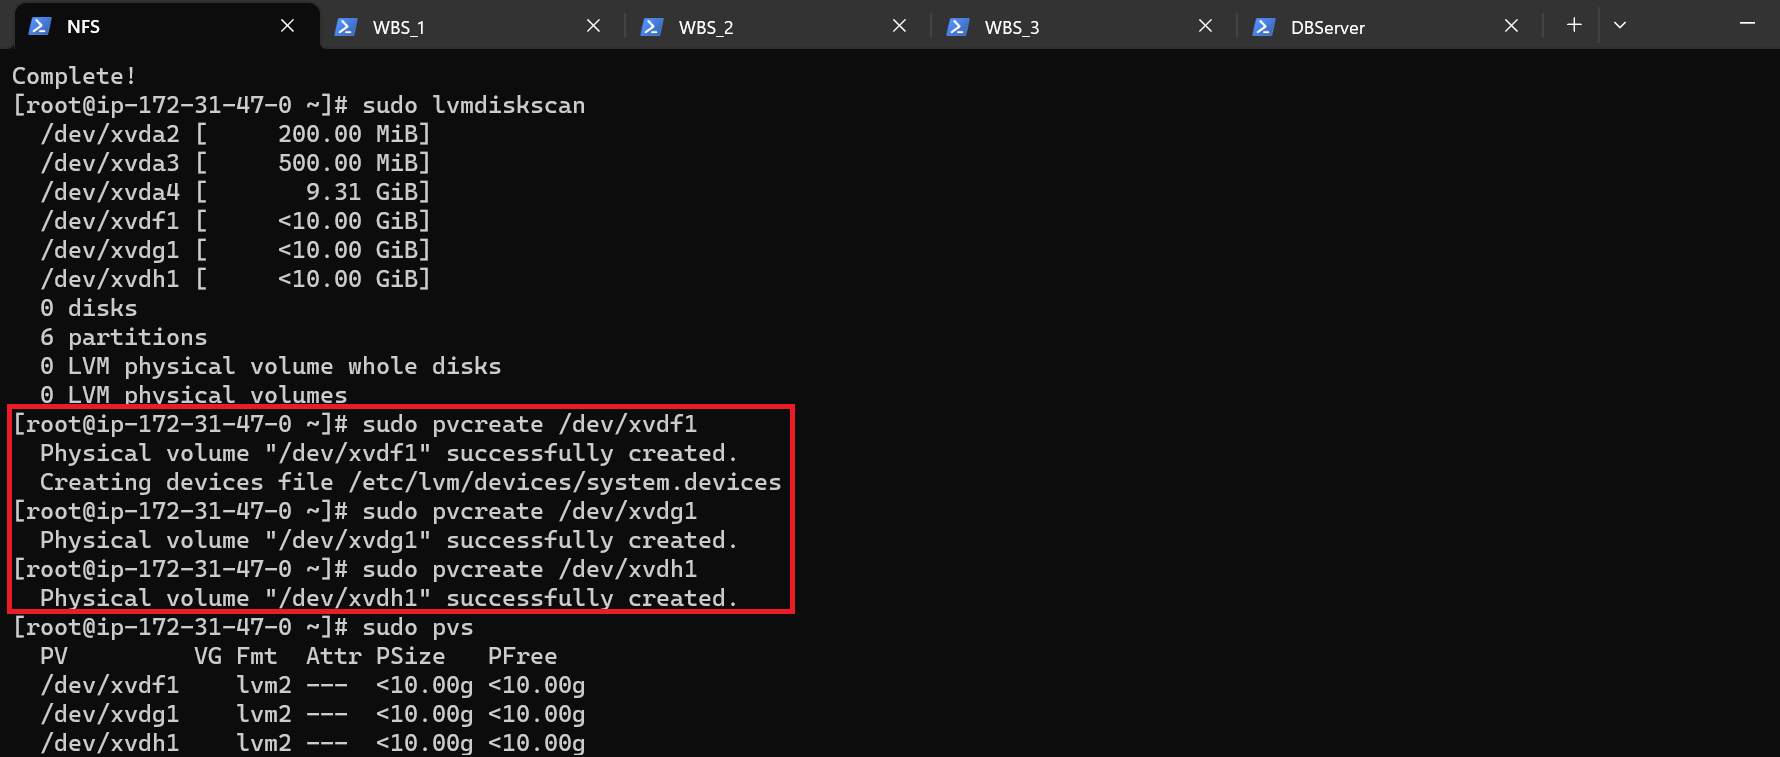 NFS
WBS_1
WBS_2
WBS_3
DBServer
Complete!
[root@ip-172-31-47-0 ~]# sudo lvmdiskscan
  /dev/xvda2 [     200.00 MiB]
  /dev/xvda3 [     500.00 MiB]
  /dev/xvda4 [       9.31 GiB]
  /dev/xvdf1 [     <10.00 GiB]
  /dev/xvdg1 [     <10.00 GiB]
  /dev/xvdh1 [     <10.00 GiB]
  0 disks
  6 partitions
  0 LVM physical volume whole disks
  0 LVM physical volumes
[root@ip-172-31-47-0 ~]# sudo pvcreate /dev/xvdf1
  Physical volume "/dev/xvdf1" successfully created.
  Creating devices file /etc/lvm/devices/system.devices
[root@ip-172-31-47-0 ~]# sudo pvcreate /dev/xvdg1
  Physical volume "/dev/xvdg1" successfully created.
[root@ip-172-31-47-0 ~]# sudo pvcreate /dev/xvdh1
  Physical volume "/dev/xvdh1" successfully created.
[root@ip-172-31-47-0 ~]# sudo pvs
  PV         VG Fmt  Attr PSize   PFree
  /dev/xvdf1    lvm2 ---  <10.00g <10.00g
  /dev/xvdg1    lvm2 ---  <10.00g <10.00g
  /dev/xvdh1    lvm2 ---  <10.00g <10.00g